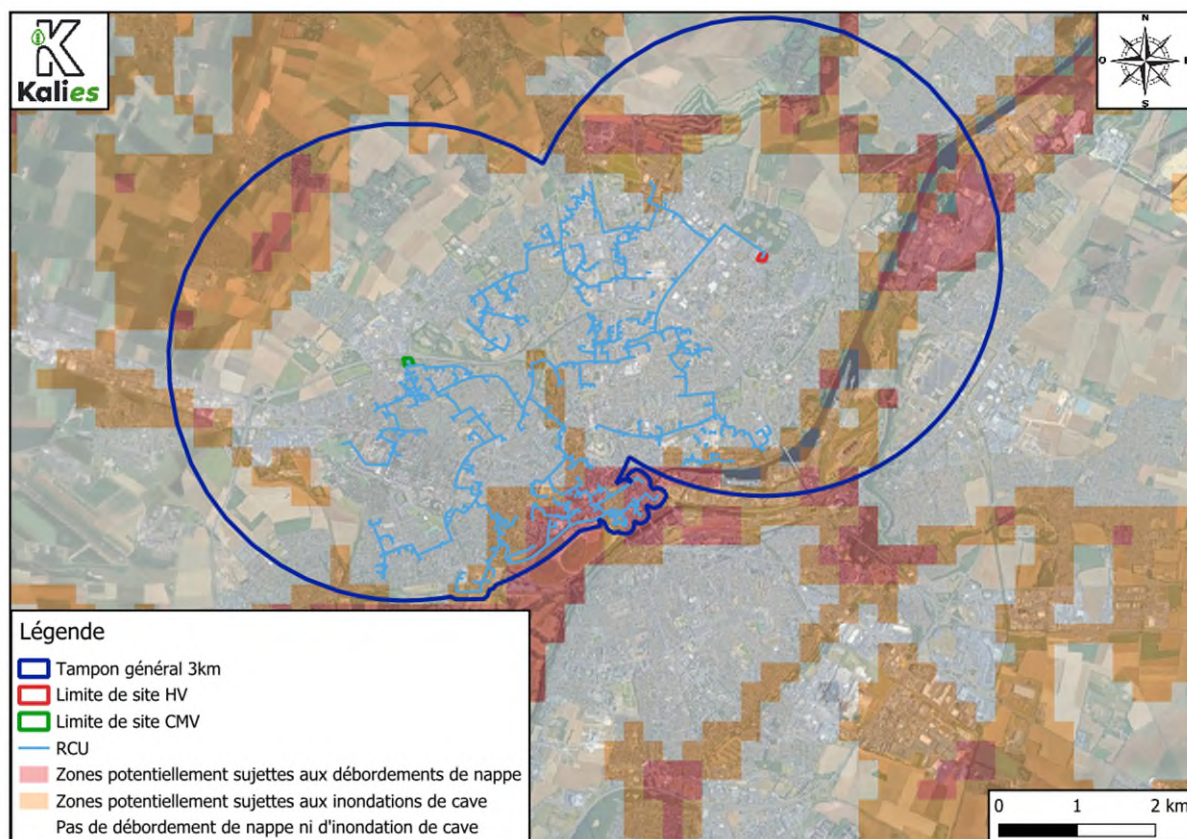 Kalies
N
O
E
S
Légende
Tampon général 3km
Limite de site HV
Limite de site CMV
RCU
Zones potentiellement sujettes aux débordements de nappe
Zones potentiellement sujettes aux inondations de cave
Pas de débordement de nappe ni d'inondation de cave
0 1 2 km